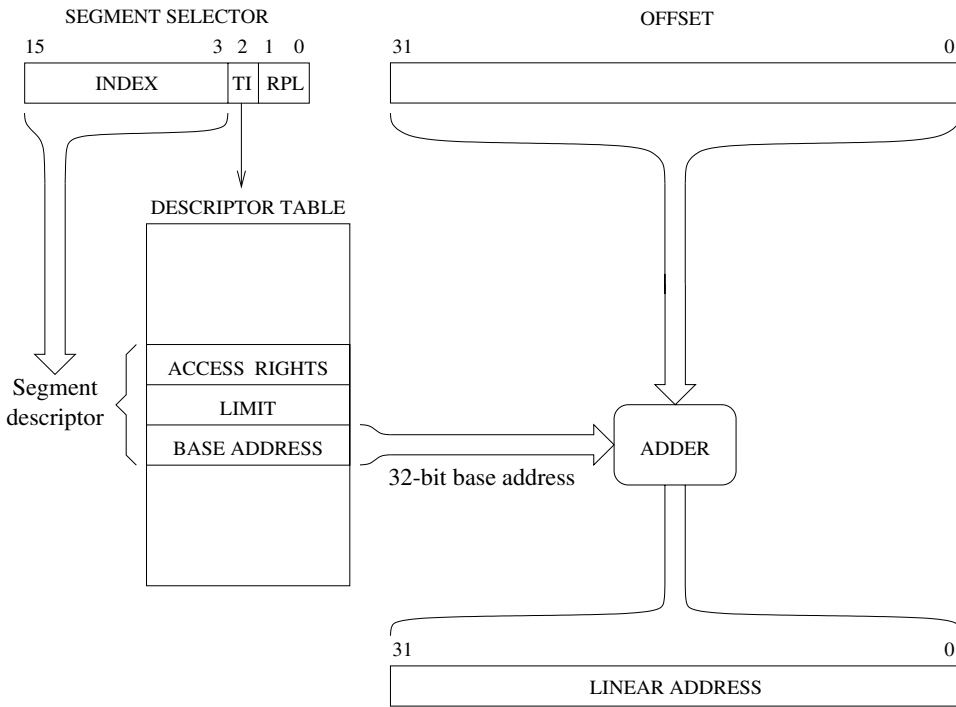 SEGMENT SELECTOR
OFFSET
15 3 2 1 0
31 0
INDEX TI RPL
DESCRIPTOR TABLE
ACCESS RIGHTS
Segment
descriptor
LIMIT
BASE ADDRESS
ADDER
32-bit base address
31 0
LINEAR ADDRESS